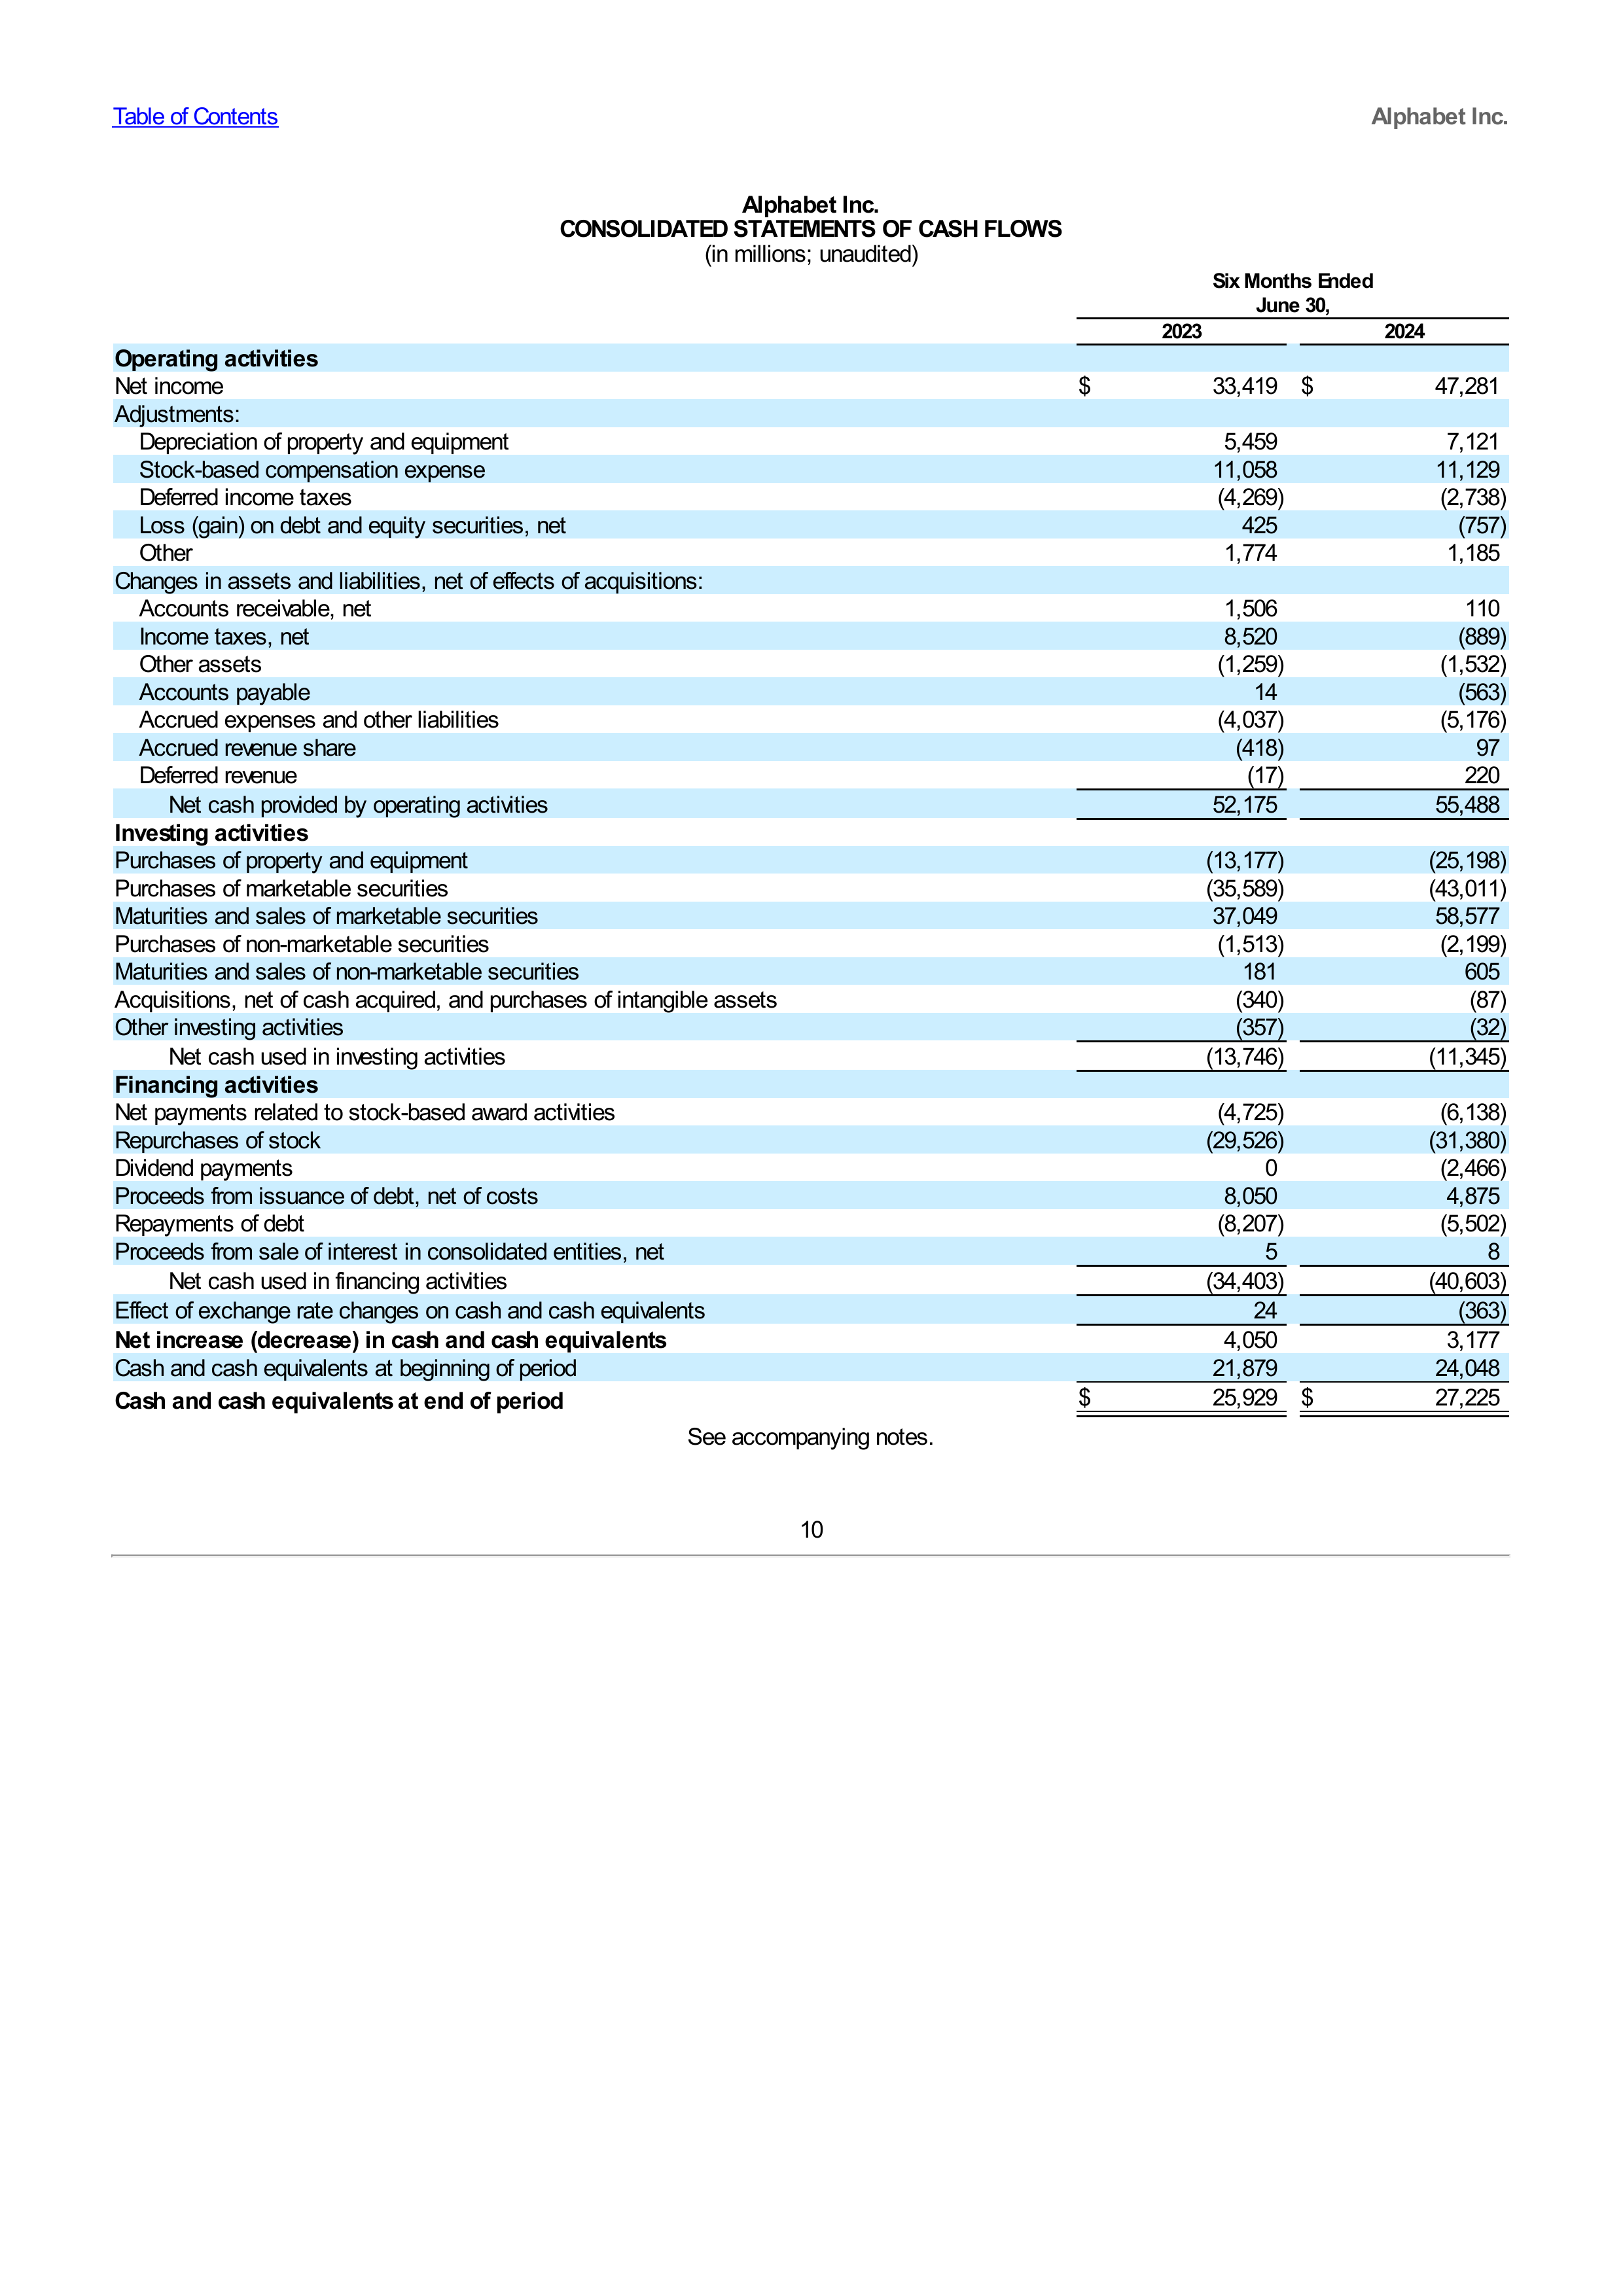 Table of Contents Alphabet Inc.
Alphabet Inc.
CONSOLIDATED STATEMENTS OF CASH FLOWS
(in millions; unaudited)
Six Months Ended
June 30,
2023 2024
Operating activities
Net income $ 33,419 $ 47,281
Adjustments:
Depreciation of property and equipment 5,459 7,121
Stock-based compensation expense 11,058 11,129
Deferred income taxes (4,269) (2,738)
Loss (gain) on debt and equity securities, net 425 (757)
Other 1,774 1,185
Changes in assets and liabilities, net of effects of acquisitions:
Accounts receivable, net 1,506 110
Income taxes, net 8,520 (889)
Other assets (1,259) (1,532)
Accounts payable 14 (563)
Accrued expenses and other liabilities (4,037) (5,176)
Accrued revenue share (418) 97
Deferred revenue (17) 220
Net cash provided by operating activities 52,175 55,488
Investing activities
Purchases of property and equipment (13,177) (25,198)
Purchases of marketable securities (35,589) (43,011)
Maturities and sales of marketable securities 37,049 58,577
Purchases of non-marketable securities (1,513) (2,199)
Maturities and sales of non-marketable securities 181 605
Acquisitions, net of cash acquired, and purchases of intangible assets (340) (87)
Other investing activities (357) (32)
Net cash used in investing activities (13,746) (11,345)
Financing activities
Net payments related to stock-based award activities (4,725) (6,138)
Repurchases of stock (29,526) (31,380)
Dividend payments 0 (2,466)
Proceeds from issuance of debt, net of costs 8,050 4,875
Repayments of debt (8,207) (5,502)
Proceeds from sale of interest in consolidated entities, net 5 8
Net cash used in financing activities (34,403) (40,603)
Effect of exchange rate changes on cash and cash equivalents 24 (363)
Net increase (decrease) in cash and cash equivalents 4,050 3,177
Cash and cash equivalents at beginning of period 21,879 24,048
Cash and cash equivalents at end of period $ 25,929 $ 27,225
See accompanying notes.
10